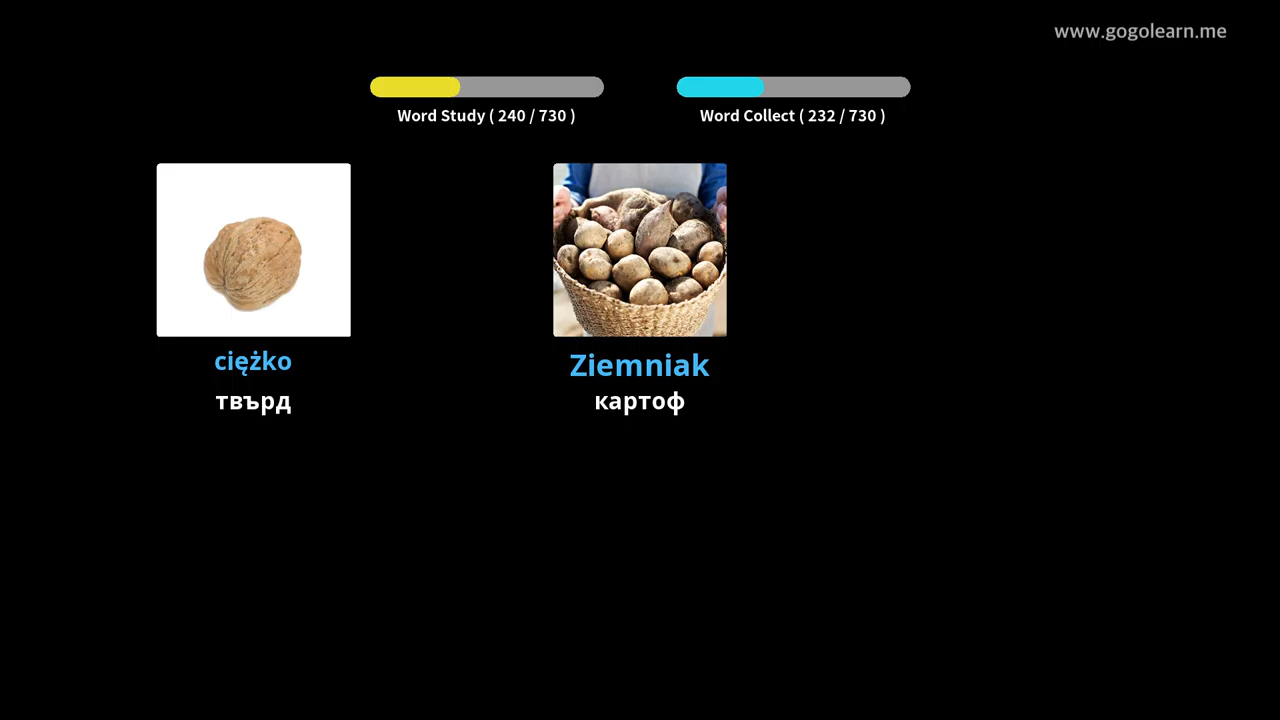 www.gogolearn.me
Word Study ( 240 / 730 )
Word Collect ( 232 / 730 )
ciężko
твърд
Ziemniak
картоф